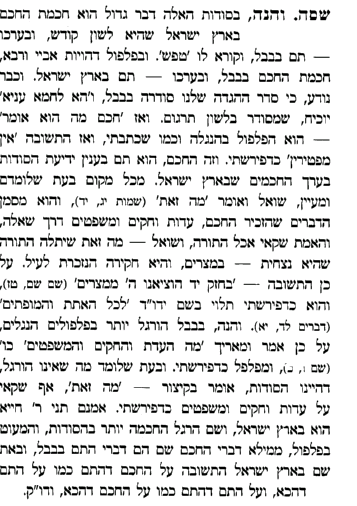 שסה. והנה, בסודות האלה דבר גדול הוא חכמת החכם
בארץ ישראל שהיא לשון קודש, ובערכו
— תם בבבל, וקורא לו 'טפש'. ובפלפול דהויות אביי ורבא,
חכמת החכם בבבל, ובערכו — תם בארץ ישראל. וכבר
נודע, כי סדר ההגדה שלנו סודרה בבבל, ו'הא לחמא עניא'
יוכיח, שמסודר בלשון תרגום. ואז 'חכם מה הוא אומר'
— הוא הפלפול בהנגלה וכמו שכתבתי, ואז התשובה 'אין
מפטירין' כדפירשתי. וזה החכם, הוא תם בענין ידיעת הסודות
בערך החכמים שבארץ ישראל. מכל מקום בעת שלומדם
ומעיין, שואל ואומר 'מה זאת' (שמות יג, יד), והוא מסמן
הדברים שהזכיר החכם, עדות וחקים ומשפטים דרך שאלה,
והאמת שקאי אכל התורה, ושואל — מה זאת שיתלה התורה
שהיא נצחית — במצרים, והיא חקירה הנזכרת לעיל. על
כן התשובה — 'בחזק יד הוציאנו ה' ממצרים' (שם שם, טז),
והוא כדפירשתי תלוי בשם ידו"ד 'לכל האתת והמופתים'
(דברים לד, יא). והנה, בבבל הורגל יותר בפלפולים הנגלים,
על כן אמר ומאריך 'מה העדת והחקים והמשפטים' כו'
(שם ו, כ), ומפלפל כדפירשתי. ובעת שלומד מה שאינו הורגל,
דהיינו הסודות, אומר בקיצור — 'מה זאת', אף שקאי
על עדות וחקים ומשפטים כדפירשתי. אמנם תני ר' חייא
הוא בארץ ישראל, ושם הרגל החכמה יותר בהסודות, והמעוט
בפלפול, ממילא דברי החכם שם הם דברי התם בבבל, ובאת
שם בארץ ישראל התשובה על החכם דהתם כמו על התם
דהכא, ועל התם דהתם כמו על החכם דהכא, ודו"ק.